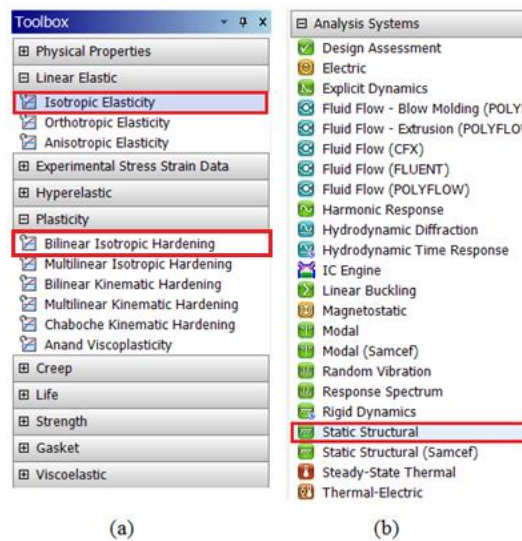 Toolbox
Physical Properties
Linear Elastic
Isotropic Elasticity
Orthotropic Elasticity
Anisotropic Elasticity
Experimental Stress Strain Data
Hyperelastic
Plasticity
Bilinear Isotropic Hardening
Multilinear Isotropic Hardening
Bilinear Kinematic Hardening
Multilinear Kinematic Hardening
Chaboche Kinematic Hardening
Anand Viscoplasticity
Creep
Life
Strength
Gasket
Viscoelastic
(a)
Analysis Systems
Design Assessment
Electric
Explicit Dynamics
Fluid Flow - Blow Molding (POLY
Fluid Flow - Extrusion (POLYFLO
Fluid Flow (CFX)
Fluid Flow (FLUENT)
Fluid Flow (POLYFLOW)
Harmonic Response
Hydrodynamic Diffraction
Hydrodynamic Time Response
IC Engine
Linear Buckling
Magnetostatic
Modal
Modal (Samcef)
Random Vibration
Response Spectrum
Rigid Dynamics
Static Structural
Static Structural (Samcef)
Steady-State Thermal
Thermal-Electric
(b)